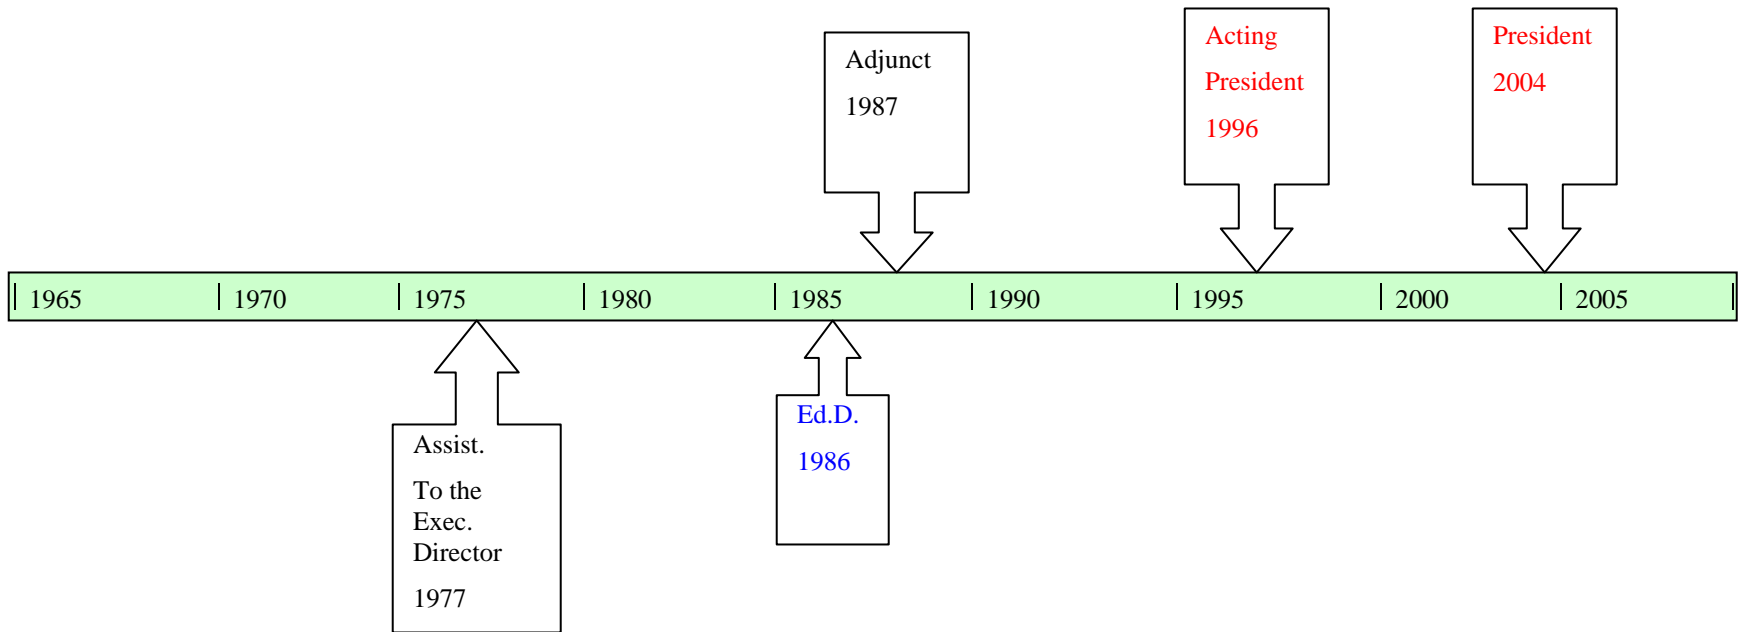 Adjunct
1987
Acting
President
1996
President
2004
1965 1970 1975 1980 1985 1990 1995 2000 2005
Assist.
To the
Exec.
Director
1977
Ed.D.
1986